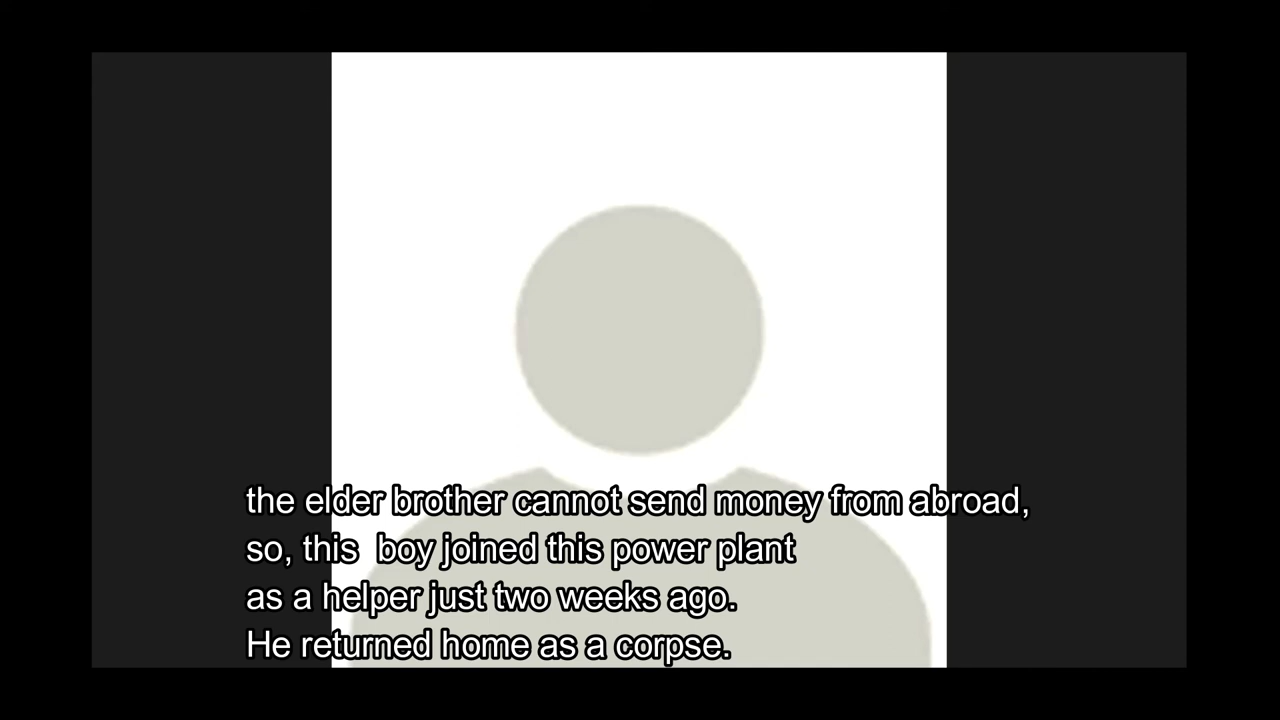 the elder brother cannot send money from abroad,
so, this  boy joined this power plant
as a helper just two weeks ago.
He returned home as a corpse.